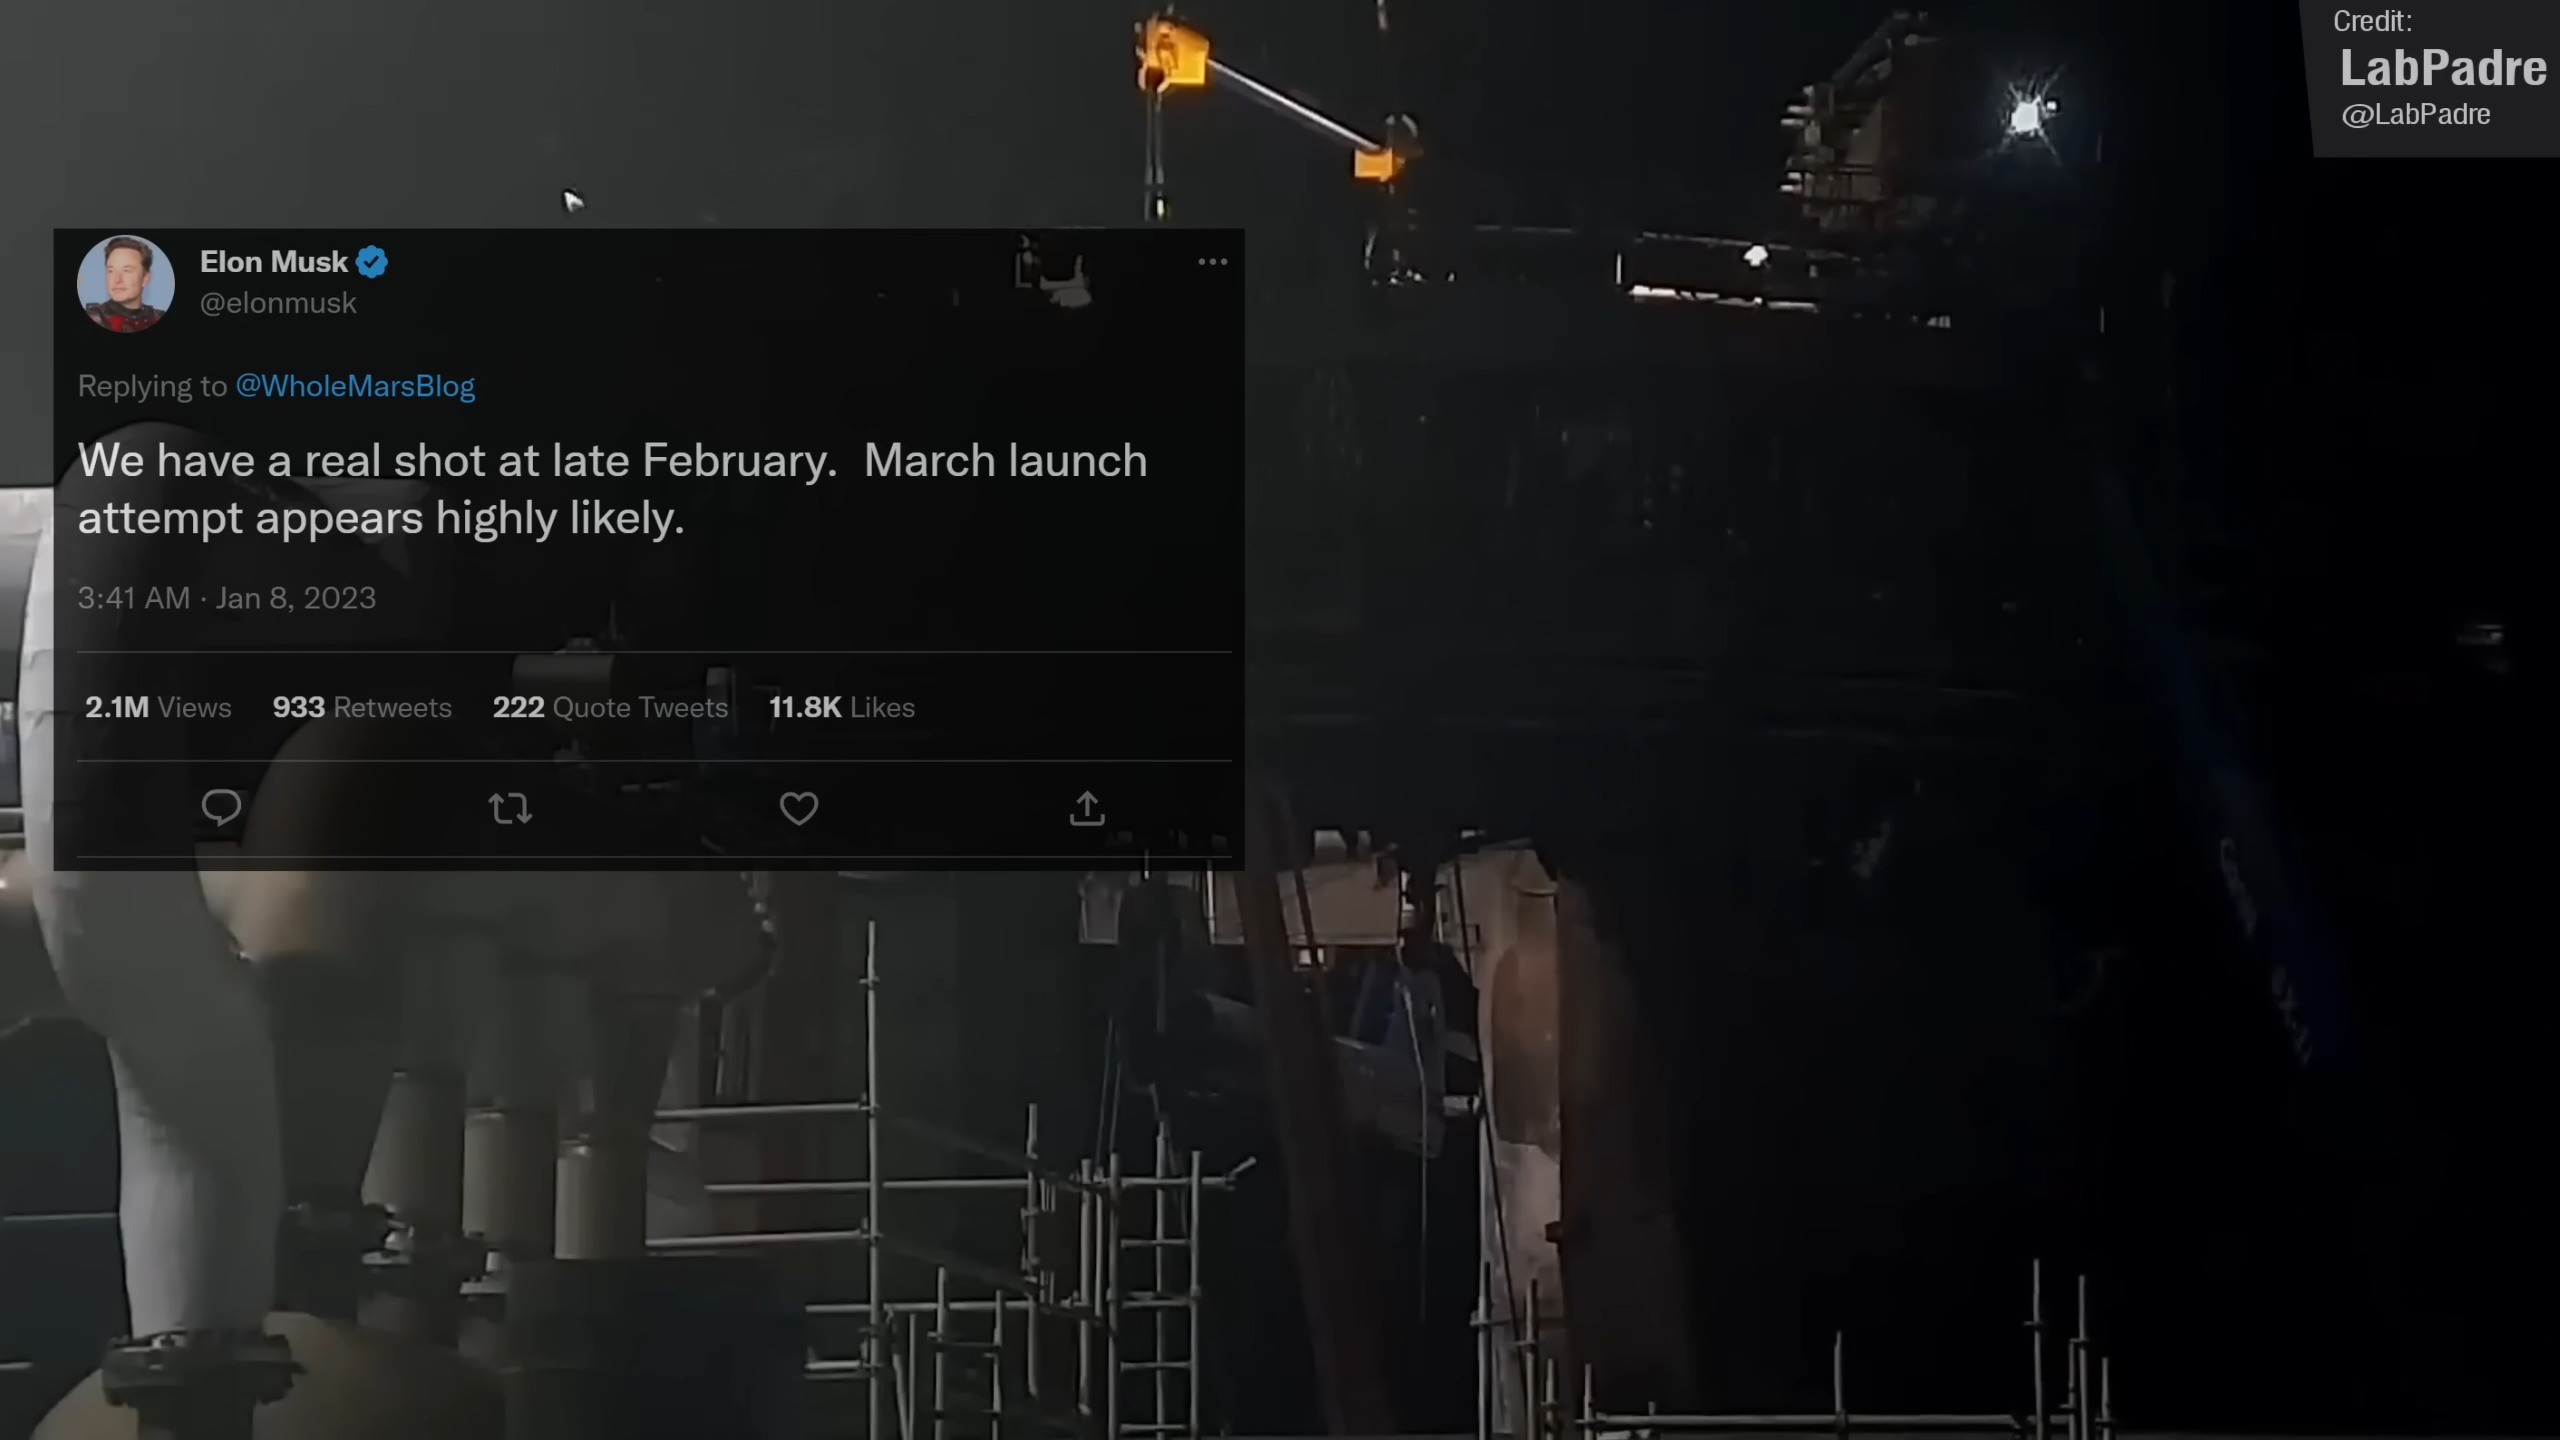 Credit:
LabPadre
@LabPadre
Elon Musk
@elonmusk
Replying to @WholeMarsBlog
We have a real shot at late February. March launch
attempt appears highly likely.
3:41 AM · Jan 8, 2023
2.1M Views 933 Retweets 222 Quote Tweets 11.8K Likes